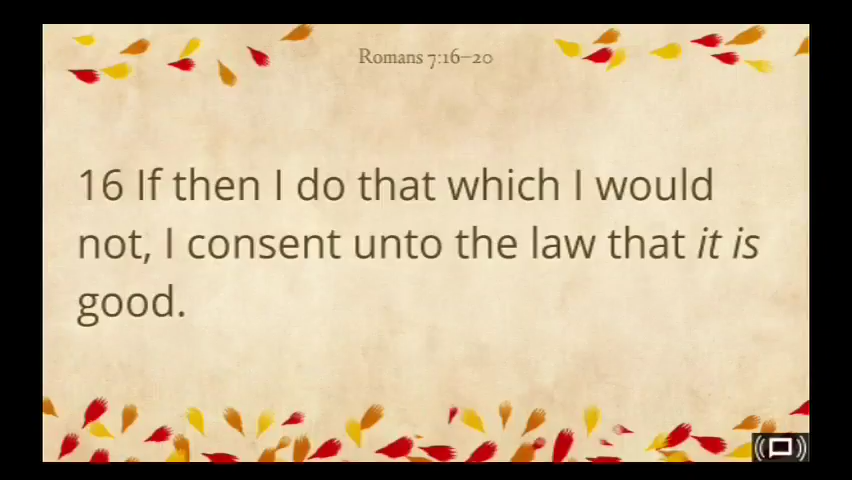 Romans 7:16–20
16 If then I do that which I would
not, I consent unto the law that it is
good.